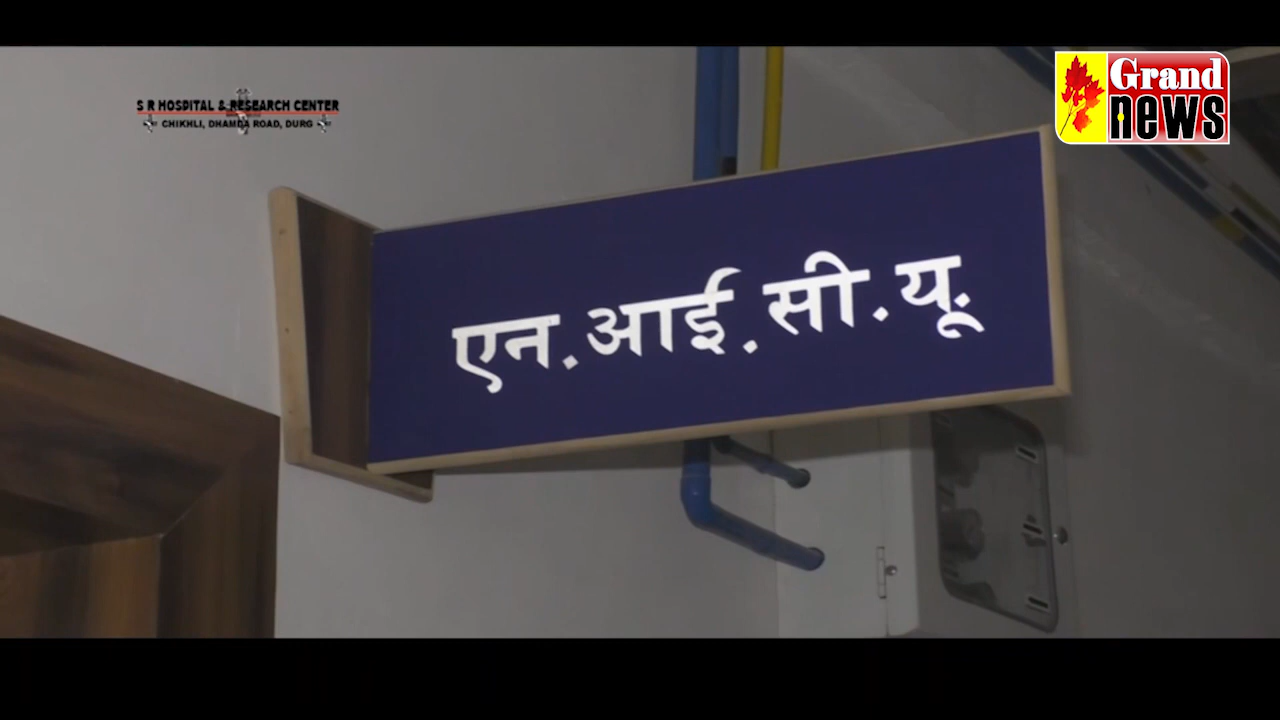 S R HOSPITAL & RESEARCH CENTER
CHIKHLI, DHAMDA ROAD, DURG
Grand
news
एन.आई.सी.यू.